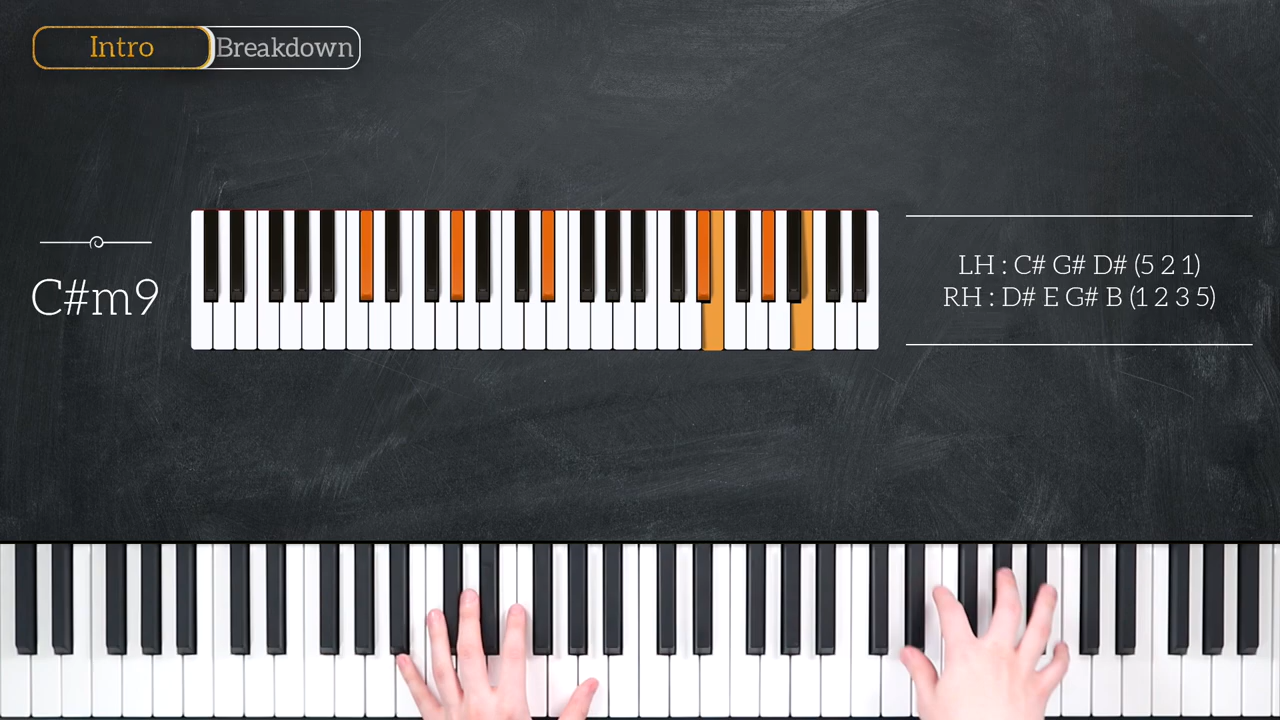 Intro
Breakdown
C#m9
LH : C# G# D# (5 2 1)
RH : D# E G# B (1 2 3 5)